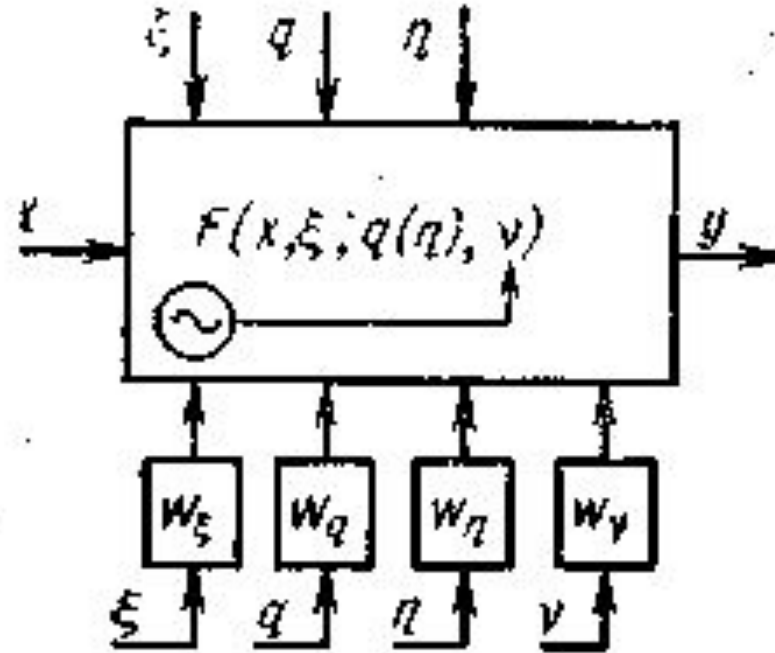 ξ q η
x F(x,ξ; q(η), ν) y
~
W_ξ W_q W_η W_ν
ξ q η ν